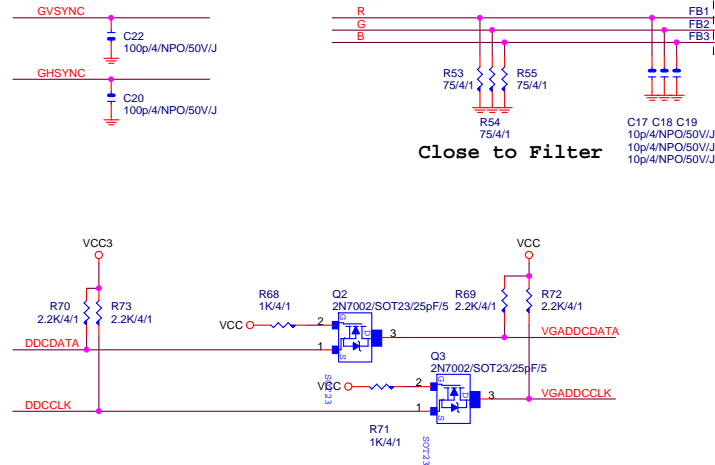 GVSYNC
C22
100p/4/NPO/50V/J
GHSYNC
C20
100p/4/NPO/50V/J
R
G
B
FB1
FB2
FB3
R53
75/4/1
R55
75/4/1
R54
75/4/1
C17 C18 C19
10p/4/NPO/50V/J
10p/4/NPO/50V/J
10p/4/NPO/50V/J
Close to Filter
VCC3
R70
2.2K/4/1
R73
2.2K/4/1
DDCDATA
DDCCLK
R68
1K/4/1
VCC
Q2
2N7002/SOT23/25pF/5
2
1
3
G
D
S
SOT23
VCC
R69
2.2K/4/1
R72
2.2K/4/1
VGADDCDATA
Q3
2N7002/SOT23/25pF/5
VCC
2
1
3
G
D
S
SOT23
R71
1K/4/1
VGADDCCLK